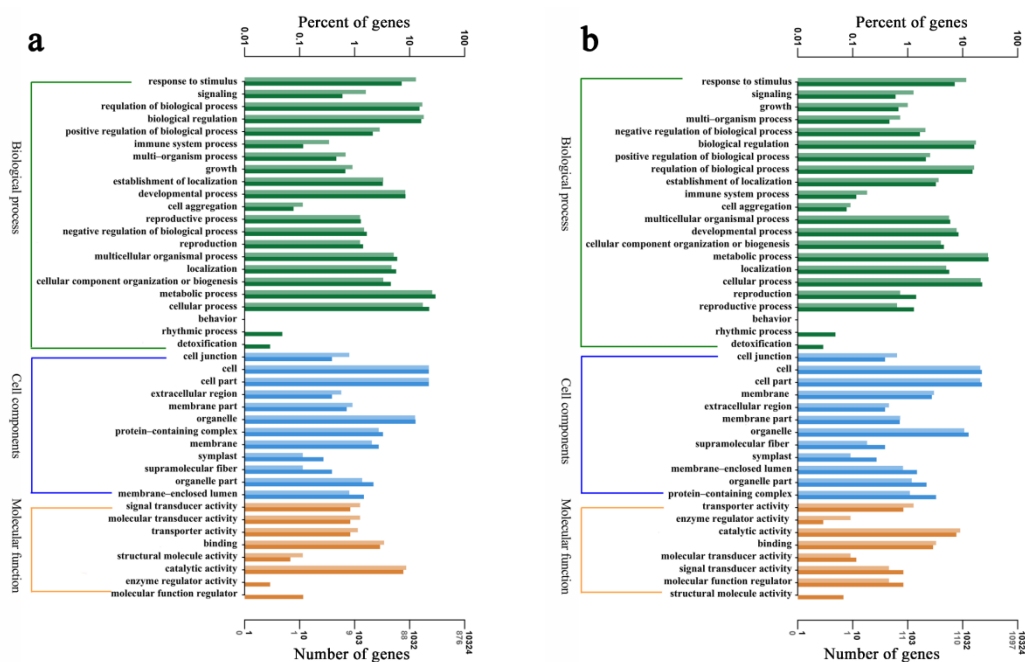 a
Percent of genes
0.01
0.1
1
10
100
Biological process
response to stimulus
signaling
requlation of biological process
biological regulation
positive regulation of biological process
immune system process
multi–organism process
growth
establishment of localization
developmental process
cell aggregation
reproductive process
negative regulation of biological process
reproduction
multicellular organismal process
localization
cellular component organization or biogenesis
metabolic process
cellular process
behavior
rhythmic process
detoxification
Cell components
cell junction
cell
cell part
extracellular region
membrane part
organelle
protein–containing complex
membrane
symplast
supramolecular fiber
organelle part
membrane–enclosed lumen
Molecular function
signal transducer activity
molecular transducer activity
transporter activity
binding
structural molecule activity
catalytic activity
enzyme regulator activity
molecular function regulator
1 10 103 1032 10324
0 1 9 88 876
Number of genes
b
Percent of genes
0.01
0.1
1
10
100
Biological process
response to stimulus
signaling
growth
multi–organism process
negative regulation of biological process
biological regulation
positive regulation of biological process
requlation of biological process
establishment of localization
immune system process
cell aggregation
multicellular organismal process
developmental process
cellular component organization or biogenesis
metabolic process
localization
cellular process
reproduction
reproductive process
behavior
rhythmic process
detoxification
Cell components
cell junction
cell
cell part
membrane
extracellular region
membrane part
organelle
supramolecular fiber
symplast
membrane–enclosed lumen
organelle part
protein–containing complex
Molecular function
transporter activity
enzyme regulator activity
catalytic activity
binding
molecular transducer activity
signal transducer activity
molecular function regulator
structural molecule activity
1 10 103 1032 10324
0 1 11 110 1097
Number of genes